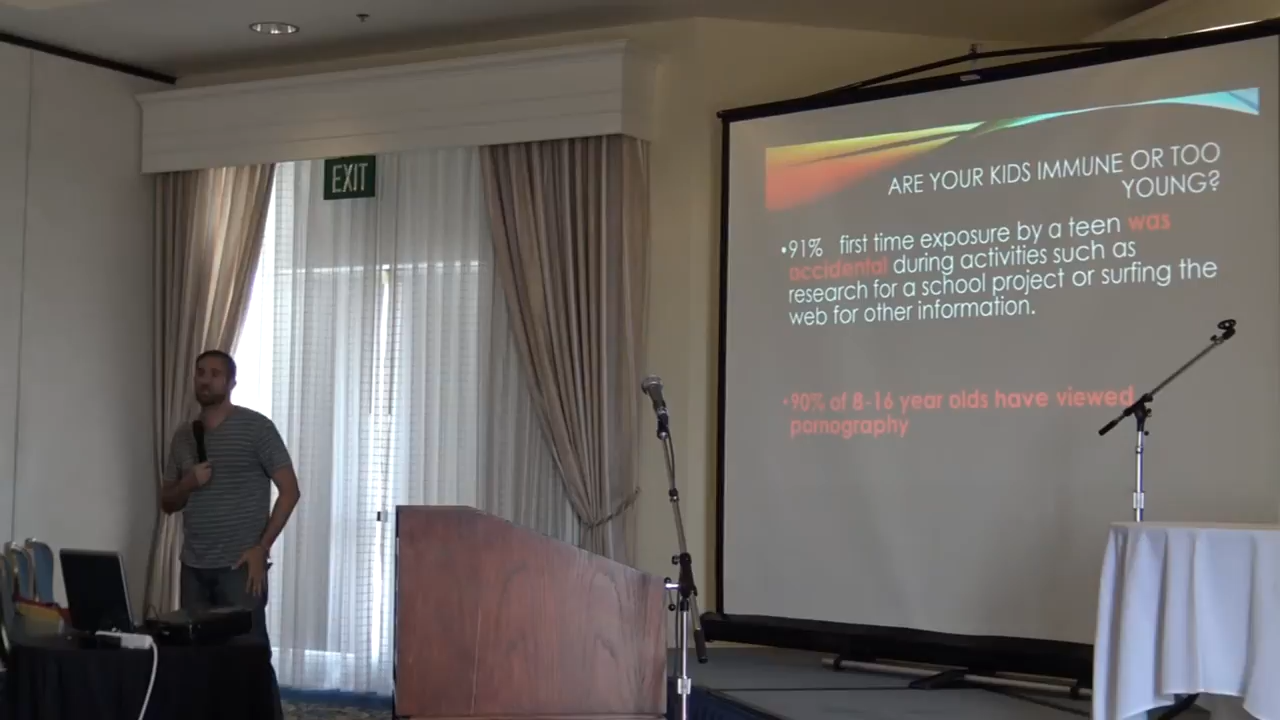 EXIT
ARE YOUR KIDS IMMUNE OR TOO
YOUNG?
•91% first time exposure by a teen was
accidental during activities such as
research for a school project or surfing the
web for other information.
•90% of 8-16 year olds have viewed
pornography